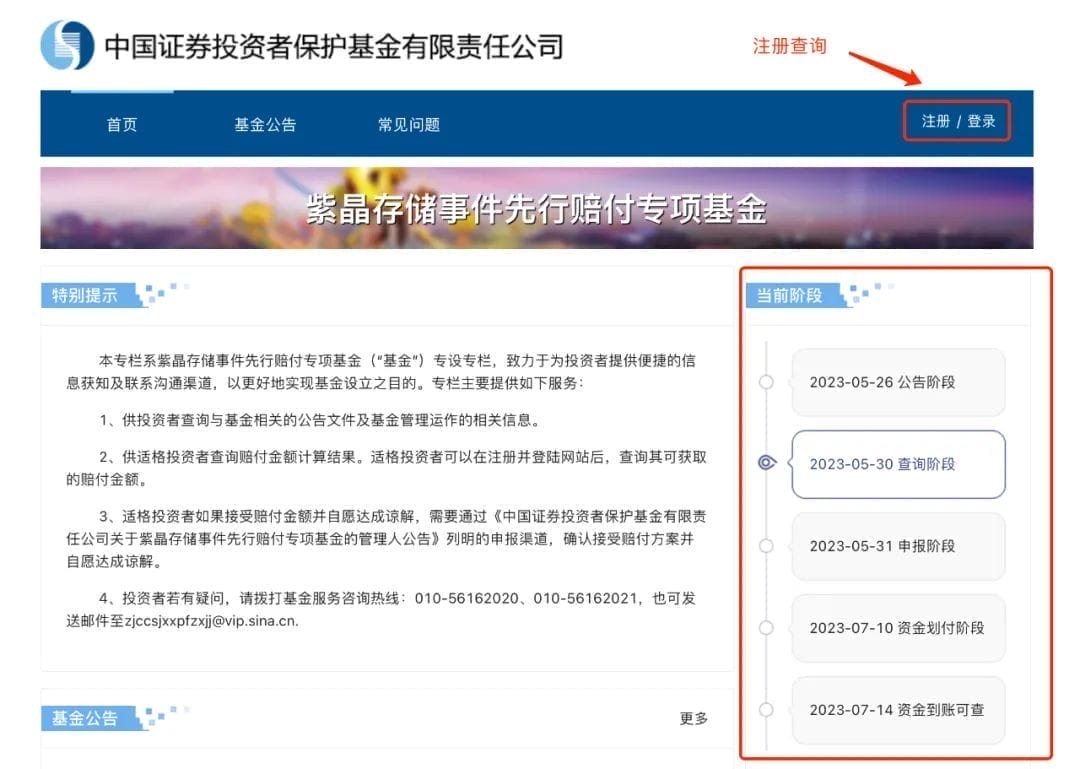 中国证券投资者保护基金有限责任公司
注册查询
首页
基金公告
常见问题
注册 / 登录
紫晶存储事件先行赔付专项基金
特别提示
本专栏系紫晶存储事件先行赔付专项基金（“基金”）专设专栏，致力于为投资者提供便捷的信
息获知及联系沟通渠道，以更好地实现基金设立之目的。专栏主要提供如下服务：
1、供投资者查询与基金相关的公告文件及基金管理运作的相关信息。
2、供适格投资者查询赔付金额计算结果。适格投资者可以在注册并登陆网站后，查询其可获取
的赔付金额。
3、适格投资者如果接受赔付金额并自愿达成谅解，需要通过《中国证券投资者保护基金有限责
任公司关于紫晶存储事件先行赔付专项基金的管理人公告》列明的申报渠道，确认接受赔付方案并
自愿达成谅解。
4、投资者若有疑问，请拨打基金服务咨询热线：010-56162020、010-56162021，也可发
送邮件至zjccsjxxpfzxjj@vip.sina.cn.
当前阶段
2023-05-26 公告阶段
2023-05-30 查询阶段
2023-05-31 申报阶段
2023-07-10 资金划付阶段
2023-07-14 资金到账可查
基金公告
更多